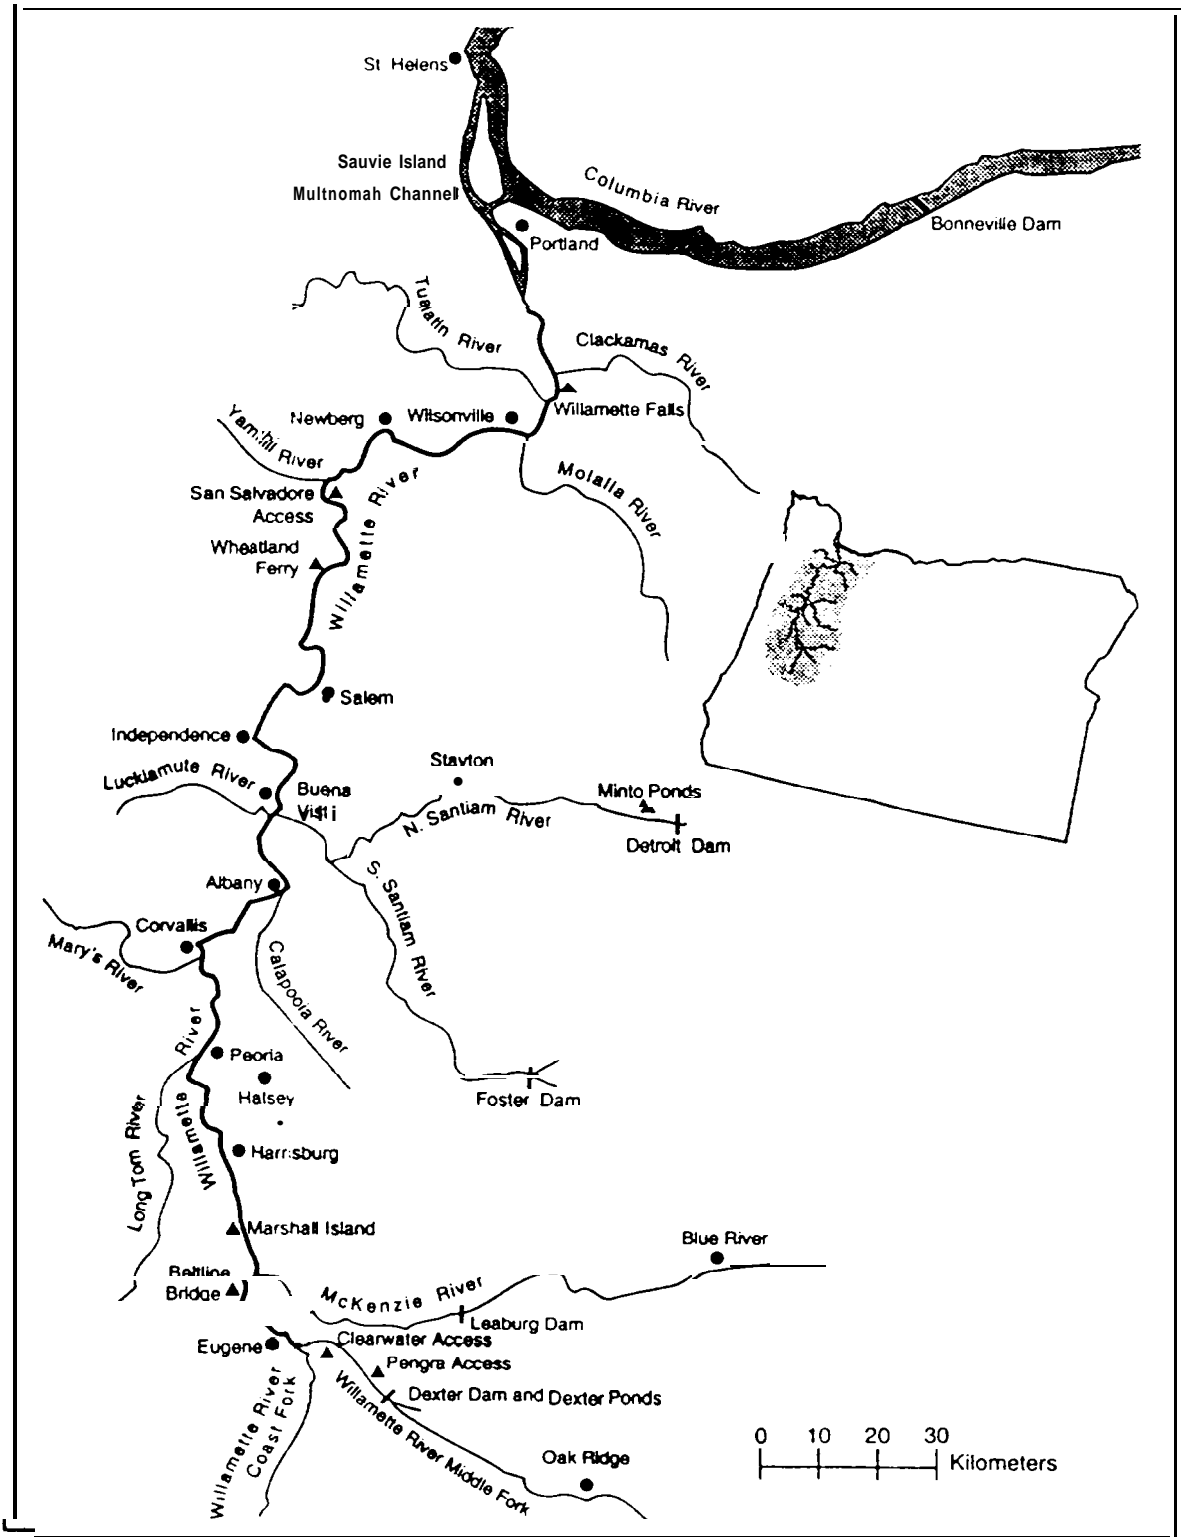 St Helens
Sauvie Island
Multnomah Channel
Columbia River
Bonneville Dam
Portland
Tualatin River
Clackamas River
Newberg
Wilsonville
Willamette Falls
Yamhill River
San Salvadore
Access
Molalla River
Wheatland
Ferry
Willamette River
Salem
Independence
Luckiamute River
Buena
Stayton
Minto Ponds
N. Santiam River
Detroit Dam
Albany
S. Santiam River
Corvallis
Mary's River
Calapooia River
Willamette River
Peoria
Halsey
Foster Dam
Long Tom River
Harrisburg
Marshall Island
Blue River
Beltline
Bridge
McKenzie River
Leaburg Dam
Eugene
Clearwater Access
Pengra Access
Dexter Dam and Dexter Ponds
Willamette River
Coast Fork
Willamette River Middle Fork
Oak Ridge
0 10 20 30
Kilometers